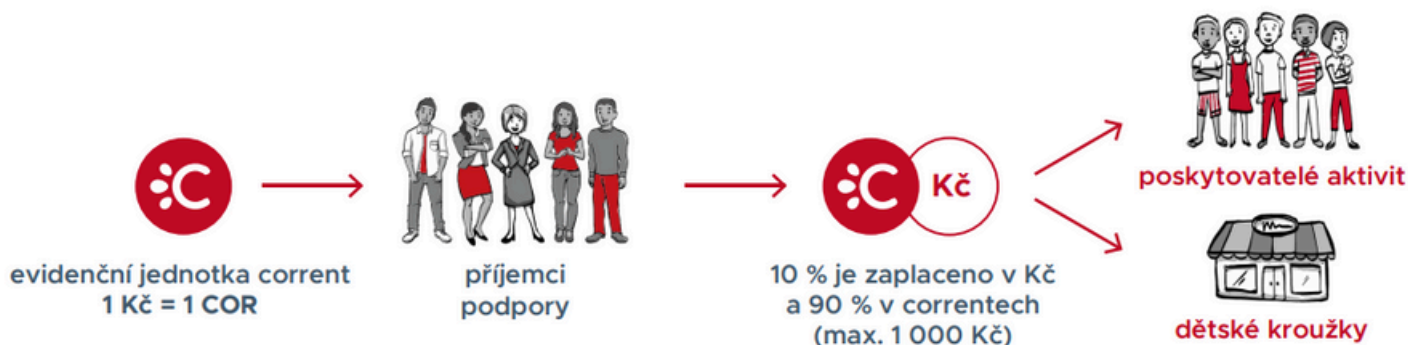 C
evidenční jednotka corrent
1 Kč = 1 COR
příjemci
podpory
C Kč
10 % je zaplaceno v Kč
a 90 % v correntech
(max. 1 000 Kč)
poskytovatelé aktivit
dětské kroužky